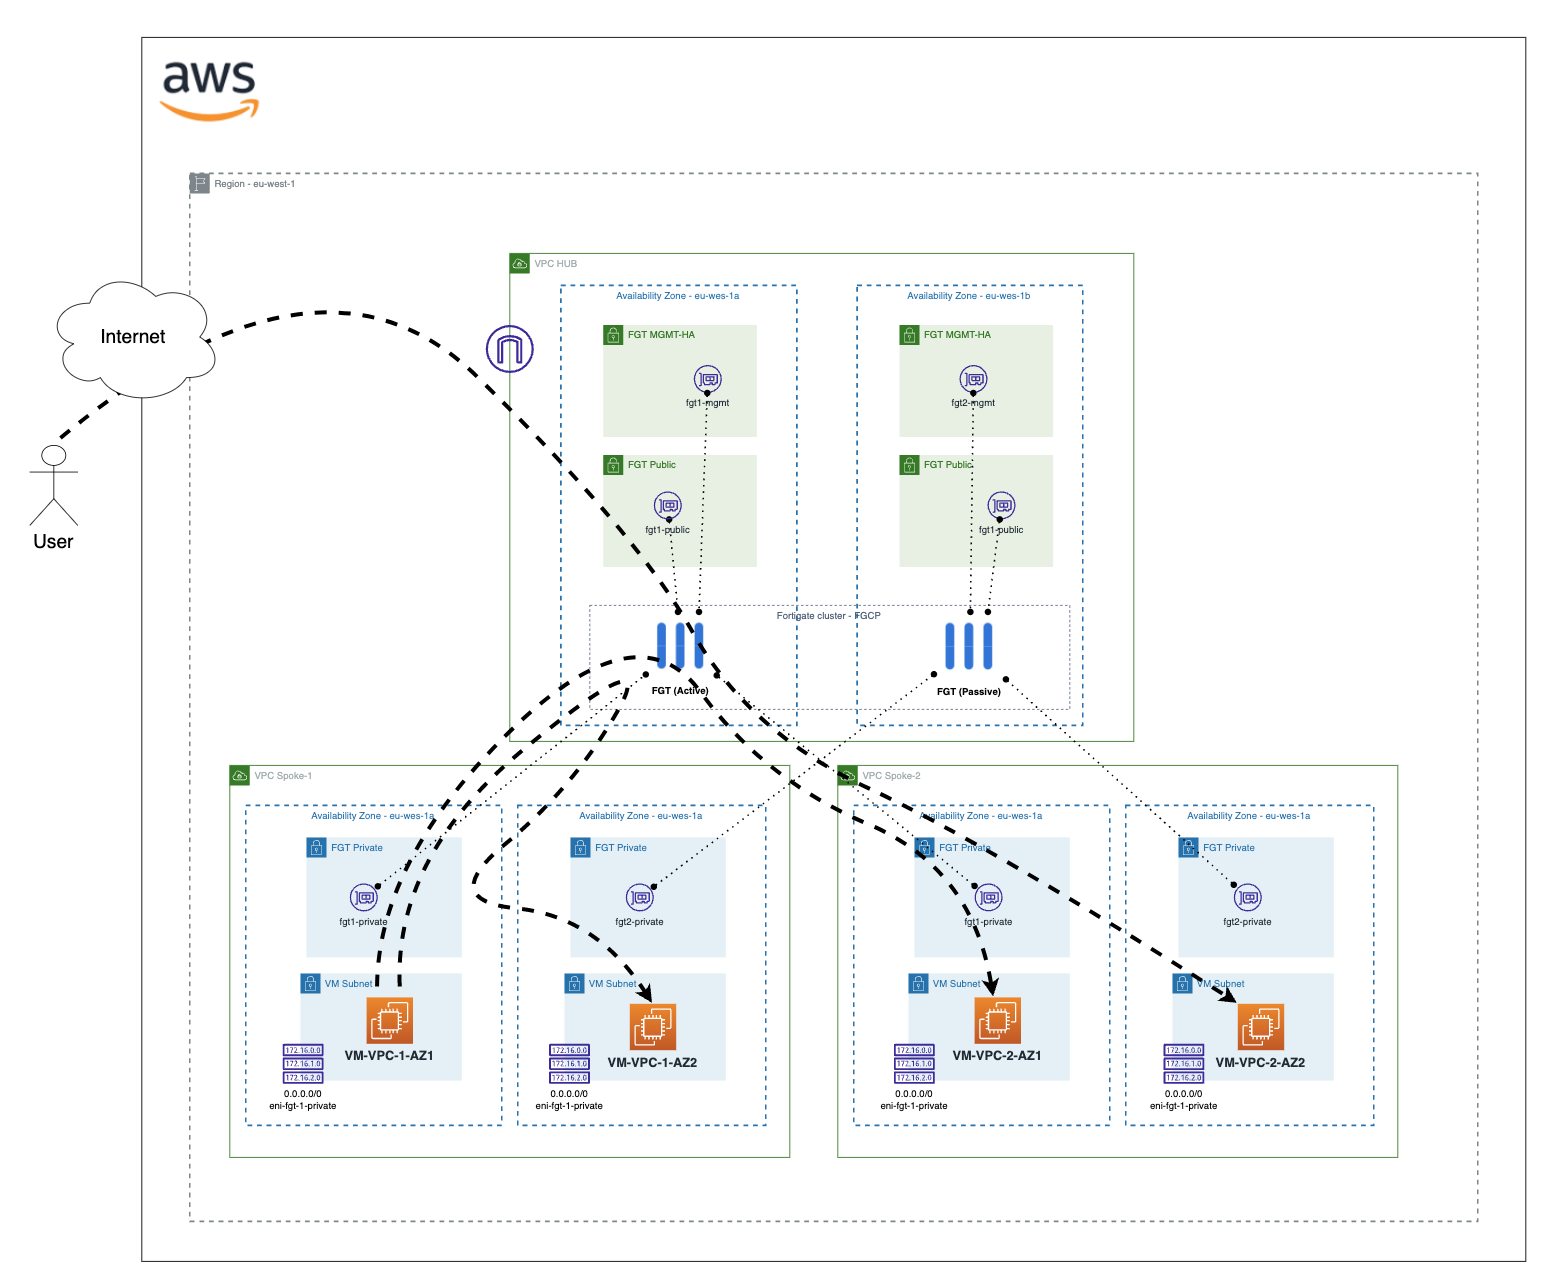 aws
Region - eu-west-1
VPC HUB
Availability Zone - eu-wes-1a
Availability Zone - eu-wes-1b
FGT MGMT-HA
FGT MGMT-HA
Internet
fgt1-mgmt
fgt2-mgmt
FGT Public
FGT Public
fgt1-public
fgt1-public
User
Fortigate cluster - FGCP
FGT (Active)
FGT (Passive)
VPC Spoke-1
VPC Spoke-2
Availability Zone - eu-wes-1a
Availability Zone - eu-wes-1a
Availability Zone - eu-wes-1a
Availability Zone - eu-wes-1a
FGT Private
FGT Private
FGT Private
FGT Private
fgt1-private
fgt2-private
fgt1-private
fgt2-private
VM Subnet
VM Subnet
VM Subnet
VM Subnet
VM-VPC-1-AZ1
VM-VPC-1-AZ2
VM-VPC-2-AZ1
VM-VPC-2-AZ2
172.16.0.0
172.16.1.0
172.16.2.0
172.16.0.0
172.16.1.0
172.16.2.0
172.16.0.0
172.16.1.0
172.16.2.0
172.16.0.0
172.16.1.0
172.16.2.0
0.0.0.0/0
eni-fgt-1-private
0.0.0.0/0
eni-fgt-1-private
0.0.0.0/0
eni-fgt-1-private
0.0.0.0/0
eni-fgt-1-private